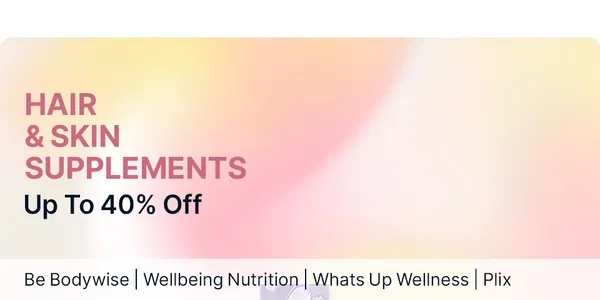 HAIR
& SKIN
SUPPLEMENTS
Up To 40% Off
Be Bodywise | Wellbeing Nutrition | Whats Up Wellness | Plix